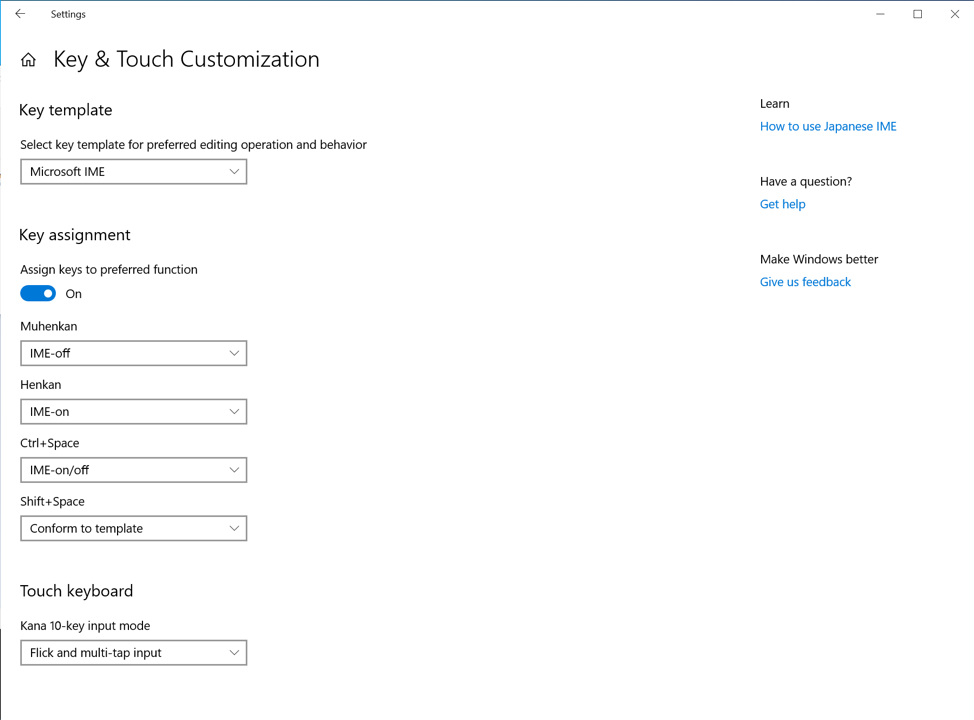 Settings
Key & Touch Customization
Key template
Select key template for preferred editing operation and behavior
Microsoft IME
Key assignment
Assign keys to preferred function
On
Muhenkan
IME-off
Henkan
IME-on
Ctrl+Space
IME-on/off
Shift+Space
Conform to template
Touch keyboard
Kana 10-key input mode
Flick and multi-tap input
Learn
How to use Japanese IME
Have a question?
Get help
Make Windows better
Give us feedback